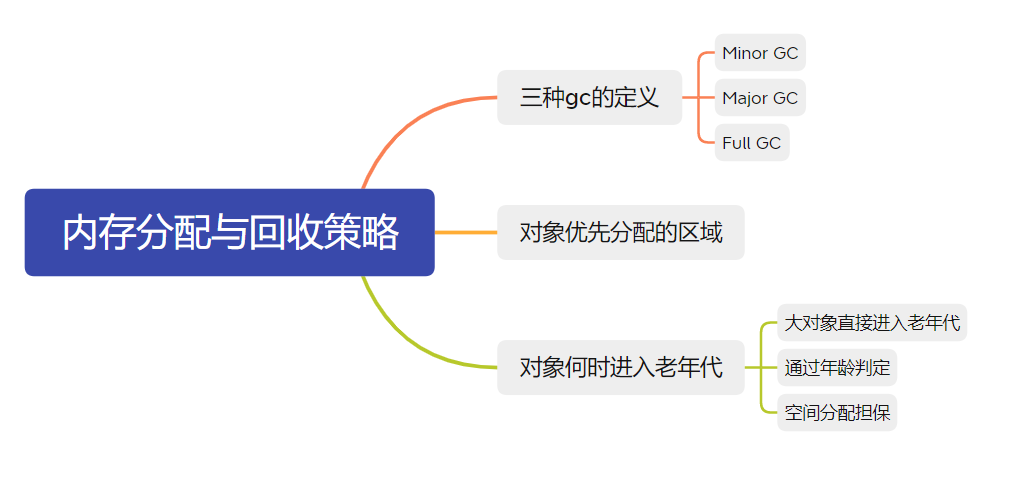 内存分配与回收策略
三种gc的定义
Minor GC
Major GC
Full GC
对象优先分配的区域
对象何时进入老年代
大对象直接进入老年代
通过年龄判定
空间分配担保